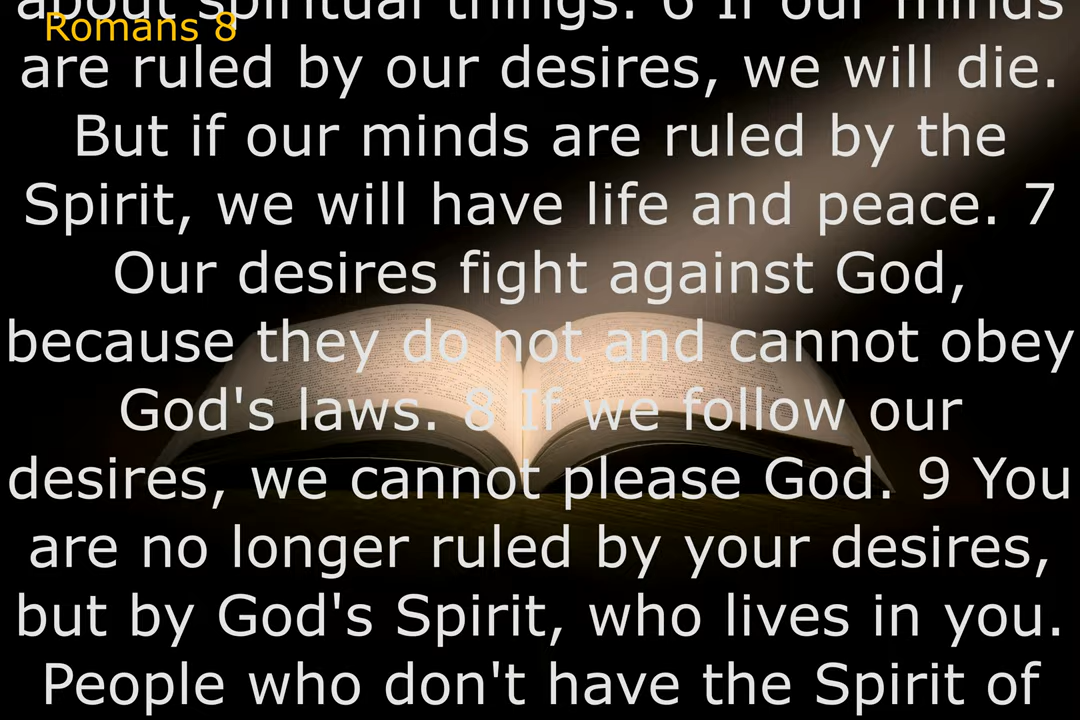 about spiritual things. 6 If our minds
Romans 8
are ruled by our desires, we will die.
But if our minds are ruled by the
Spirit, we will have life and peace. 7
Our desires fight against God,
because they do not and cannot obey
God's laws. 8 If we follow our
desires, we cannot please God. 9 You
are no longer ruled by your desires,
but by God's Spirit, who lives in you.
People who don't have the Spirit of